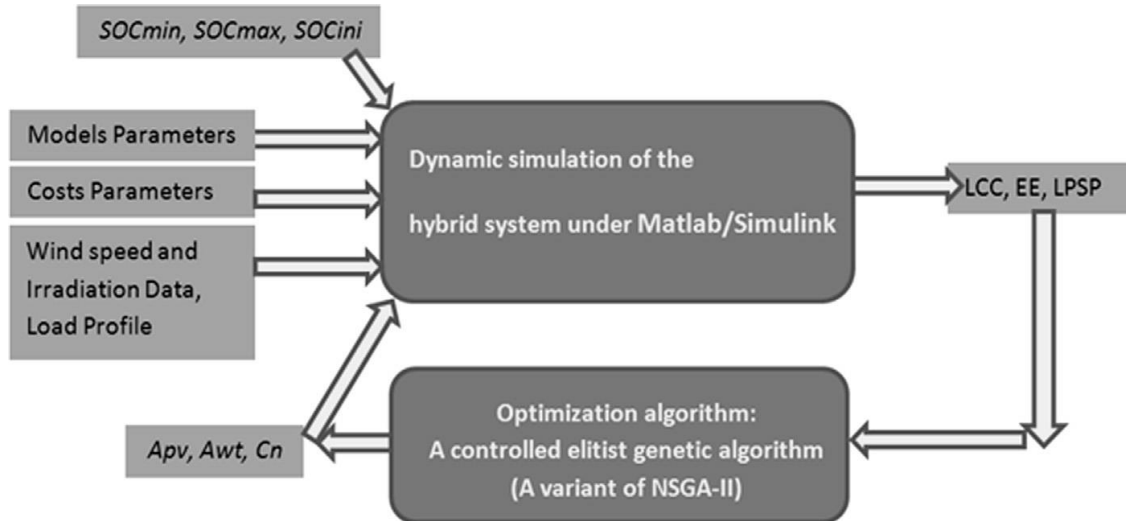 SOCmin, SOCmax, SOCini
Models Parameters
Costs Parameters
Wind speed and
Irradiation Data,
Load Profile
Dynamic simulation of the
hybrid system under Matlab/Simulink
LCC, EE, LPSP
Optimization algorithm:
A controlled elitist genetic algorithm
(A variant of NSGA-II)
Apv, Awt, Cn